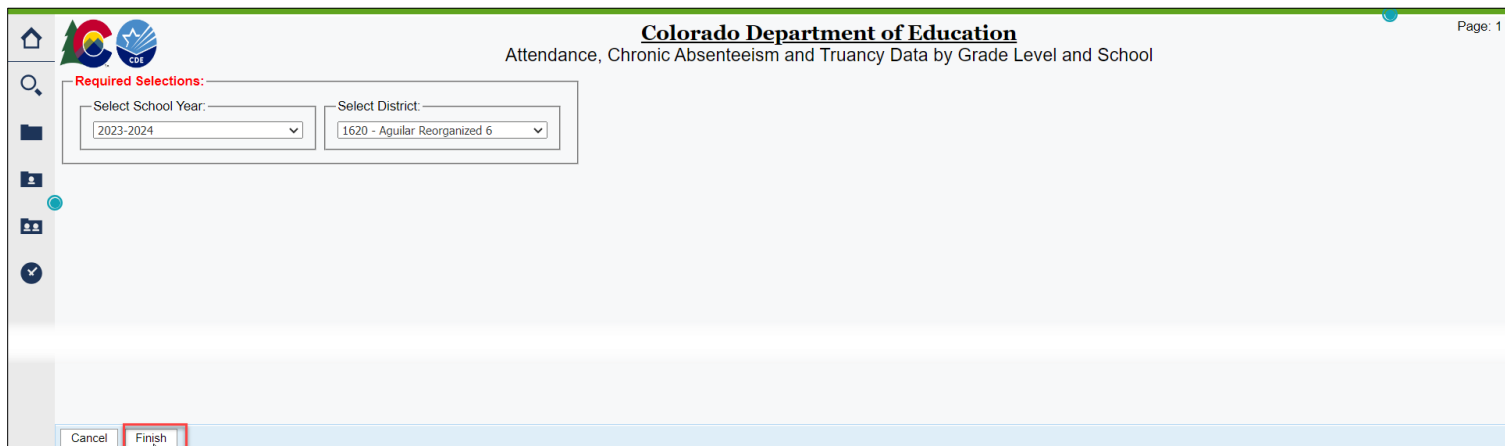 Colorado Department of Education
Page: 1
CDE
Attendance, Chronic Absenteeism and Truancy Data by Grade Level and School
Required Selections:
Select School Year:
Select District:
2023-2024
1620 - Aguilar Reorganized 6
Cancel
Finish